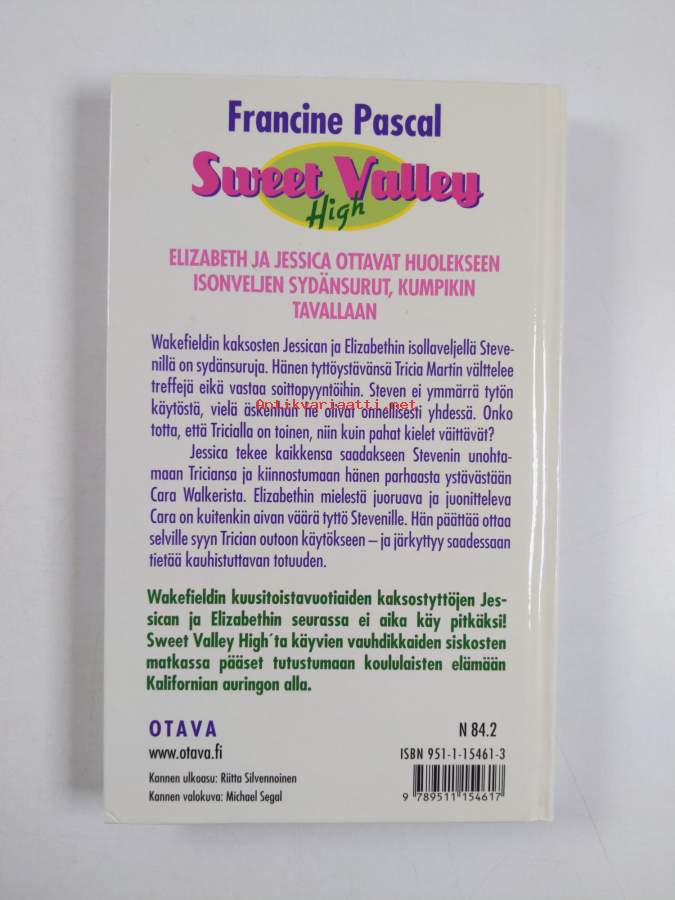 Francine Pascal
Sweet Valley
High
ELIZABETH JA JESSICA OTTAVAT HUOLEKSEEN
ISONVELJEN SYDÄNSURUT, KUMPIKIN
TAVALLAAN
Wakefieldin kaksosten Jessican ja Elizabethin isollaveljellä Steve-
nillä on sydänsuruja. Hänen tyttöystävänsä Tricia Martin välttelee
treffejä eikä vastaa soittopyyntöihin. Steven ei ymmärrä tytön
käytöstä, vielä äskenhän he olivat onnellisesti yhdessä. Onko
Antikvariaatti.net
totta, että Tricialla on toinen, niin kuin pahat kielet väittävät?
Jessica tekee kaikkensa saadakseen Stevenin unohta-
maan Triciansa ja kiinnostumaan hänen parhaasta ystävästään
Cara Walkerista. Elizabethin mielestä juoruava ja juonitteleva
Cara on kuitenkin aivan väärä tyttö Stevenille. Hän päättää ottaa
selville syyn Trician outoon käytökseen – ja järkyttyy saadessaan
tietää kauhistuttavan totuuden.
Wakefieldin kuusitoistavuotiaiden kaksostyttöjen Jes-
sican ja Elizabethin seurassa ei aika käy pitkäksi!
Sweet Valley High´ta käyvien vauhdikkaiden siskosten
matkassa pääset tutustumaan koululaisten elämään
Kalifornian auringon alla.
OTAVA
www.otava.fi
Kannen ulkoasu: Riitta Silvennoinen
Kannen valokuva: Michael Segal
N 84.2
ISBN 951-1-15461-3
9 789511 154617